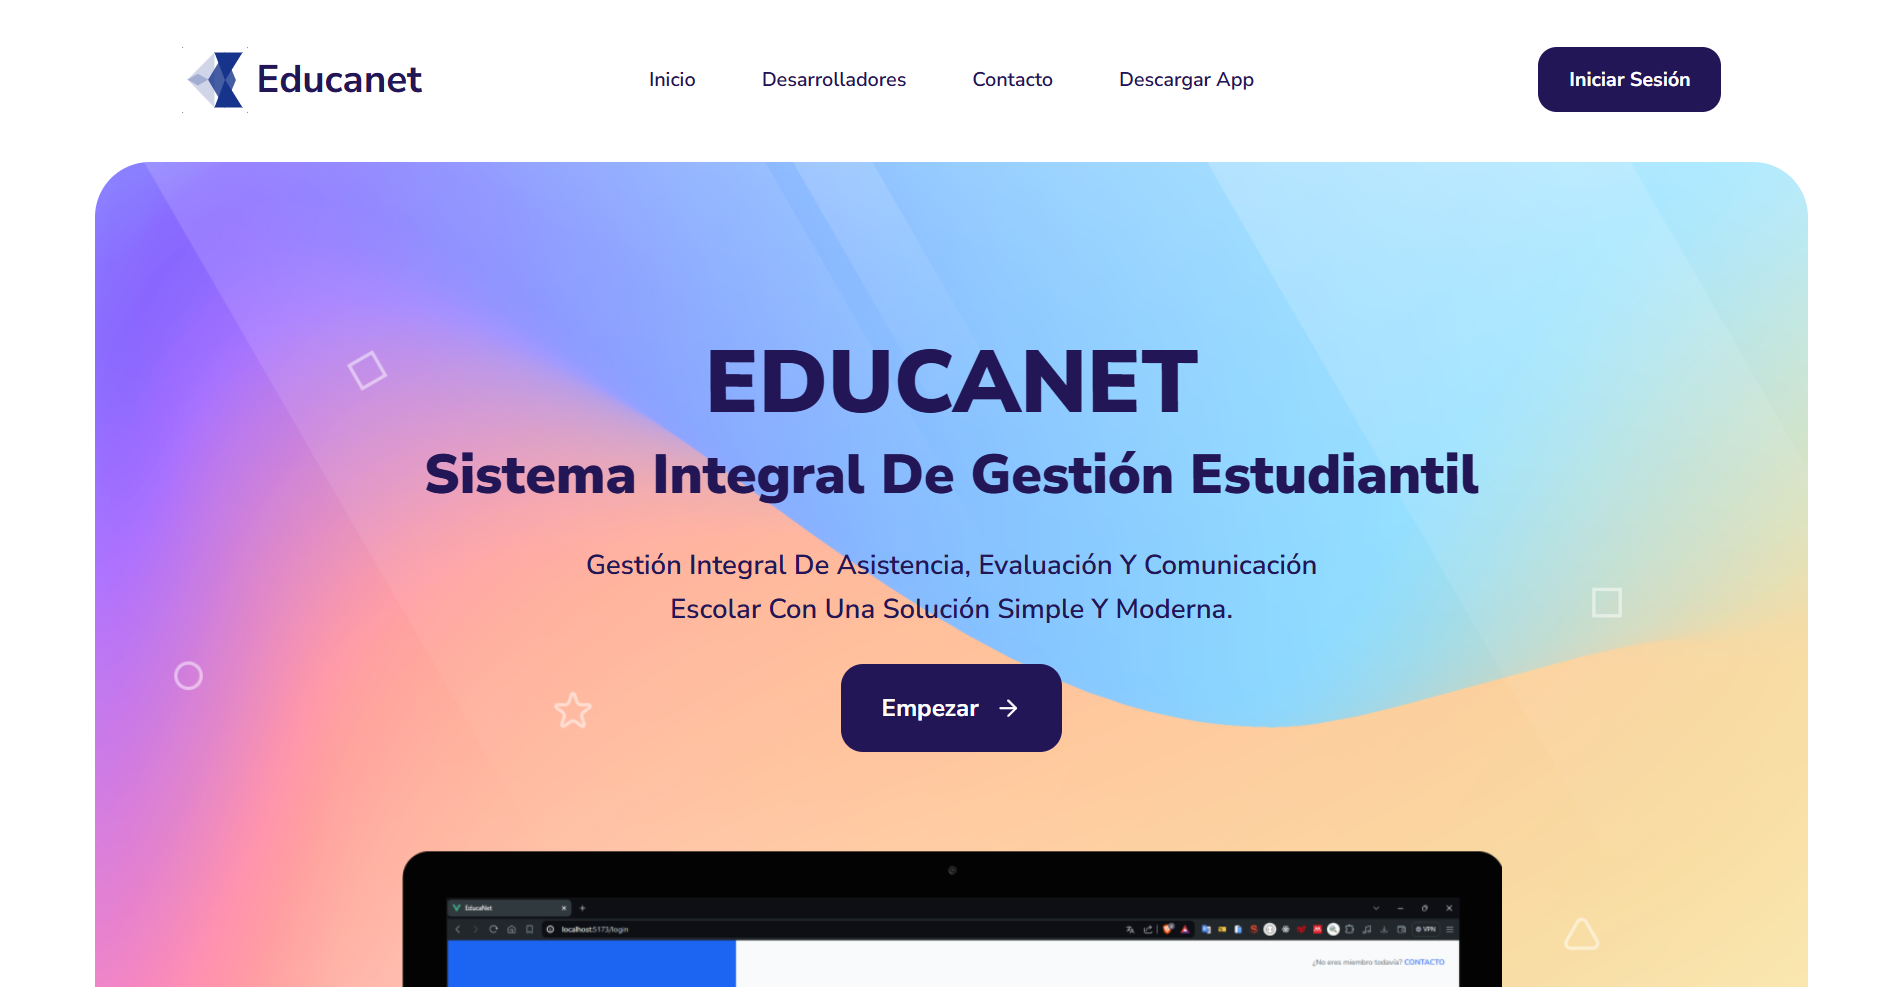 Educanet
Inicio
Desarrolladores
Contacto
Descargar App
Iniciar Sesión
EDUCANET
Sistema Integral De Gestión Estudiantil
Gestión Integral De Asistencia, Evaluación Y Comunicación
Escolar Con Una Solución Simple Y Moderna.
Empezar
EducaNet
localhost:5173/login
VPN
¿No eres miembro todavía? CONTACTO